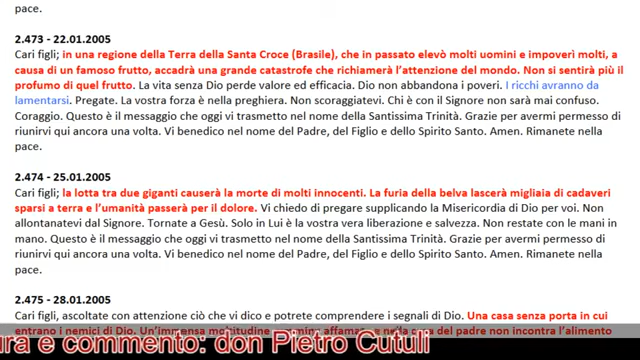 pace.
2.473 - 22.01.2005
Cari figli; in una regione della Terra della Santa Croce (Brasile), che in passato elevò molti uomini e impoverì molti, a
causa di un famoso frutto, accadrà una grande catastrofe che richiamerà l'attenzione del mondo. Non si sentirà più il
profumo di quel frutto. La vita senza Dio perde valore ed efficacia. Dio non abbandona i poveri. I ricchi avranno da
lamentarsi. Pregate. La vostra forza è nella preghiera. Non scoraggiatevi. Chi è con il Signore non sarà mai confuso.
Coraggio. Questo è il messaggio che oggi vi trasmetto nel nome della Santissima Trinità. Grazie per avermi permesso di
riunirvi qui ancora una volta. Vi benedico nel nome del Padre, del Figlio e dello Spirito Santo. Amen. Rimanete nella
pace.
2.474 - 25.01.2005
Cari figli; la lotta tra due giganti causerà la morte di molti innocenti. La furia della belva lascerà migliaia di cadaveri
sparsi a terra e l'umanità passerà per il dolore. Vi chiedo di pregare supplicando la Misericordia di Dio per voi. Non
allontanatevi dal Signore. Tornate a Gesù. Solo in Lui è la vostra vera liberazione e salvezza. Non restate con le mani in
mano. Questo è il messaggio che oggi vi trasmetto nel nome della Santissima Trinità. Grazie per avermi permesso di
riunirvi qui ancora una volta. Vi benedico nel nome del Padre, del Figlio e dello Spirito Santo. Amen. Rimanete nella
pace.
2.475 - 28.01.2005
Cari figli, ascoltate con attenzione ciò che vi dico e potrete comprendere i segnali di Dio. Una casa senza porta in cui
entrano i nemici di Dio. Un'immensa moltitudine cammina affamata e nella casa del padre non incontra l'alimento
ura e commento: don Pietro Cutuli